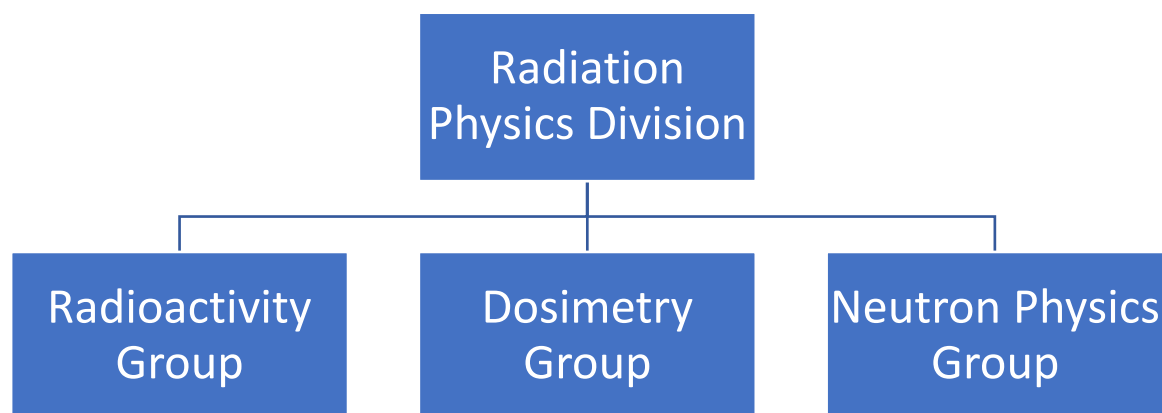 Radiation
Physics Division
Radioactivity
Group
Dosimetry
Group
Neutron Physics
Group